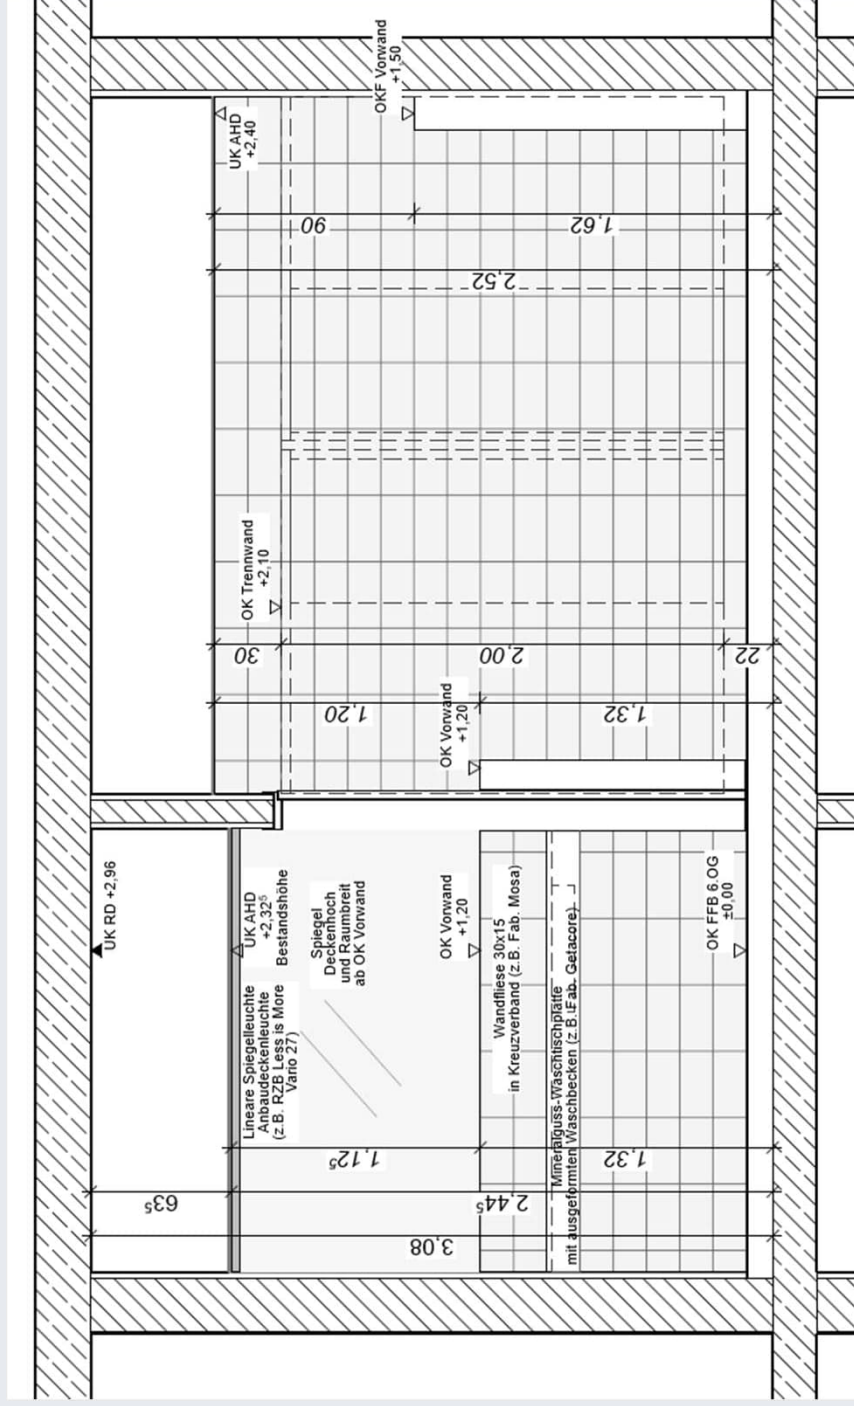 OKF Vorwand
+1,50
UK AHD
+2,40
90
1,62
2,52
OK Trennwand
+2,10
30
2,00
22
OK Vorwand
+1,20
1,20
1,32
UK RD +2,96
UK AHD
+2,32⁵
Bestandshöhe
Spiegel
Deckenhoch
und Raumbreit
ab OK Vorwand
OK Vorwand
+1,20
Wandfliese 30x15
in Kreuzverband (z.B. Fab. Mosa)
OK FFB 6.OG
±0,00
Lineare Spiegelleuchte
Anbaudeckenleuchte
(z.B. RZB Less is More
Vario 27)
Mineralguss-Waschtischplatte
mit ausgeformten Waschbecken (z.B. Fab. Getacore)
1,12⁵
1,32
63⁵
2,44⁵
3,08